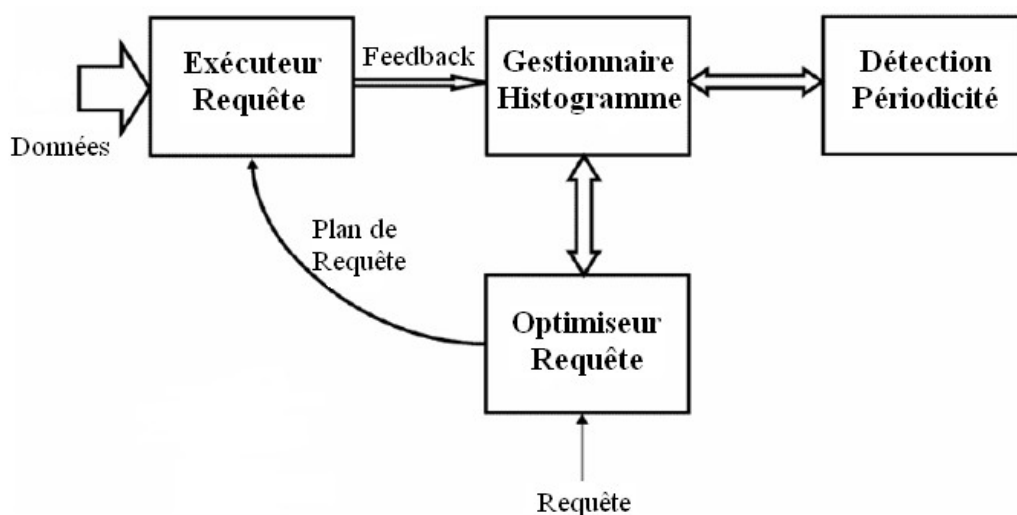 Exécuteur
Requête
Feedback
Gestionnaire
Histogramme
Détection
Périodicité
Données
Plan de
Requête
Optimiseur
Requête
Requête